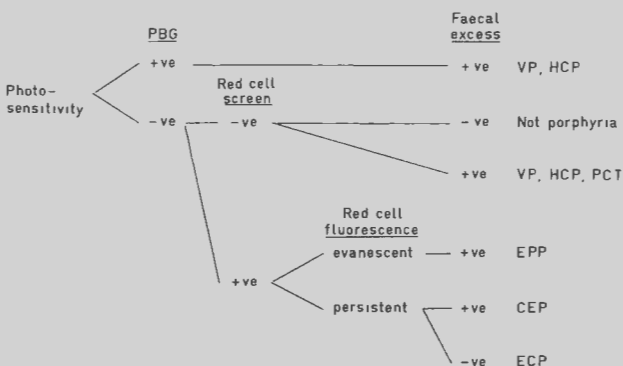 PBG
Faecal
excess
+ve +ve VP, HCP
Photo-
sensitivity
Red cell
screen
-ve -ve -ve Not porphyria
+ve VP, HCP, PCT
Red cell
fluorescence
evanescent +ve EPP
+ve
persistent +ve CEP
-ve ECP